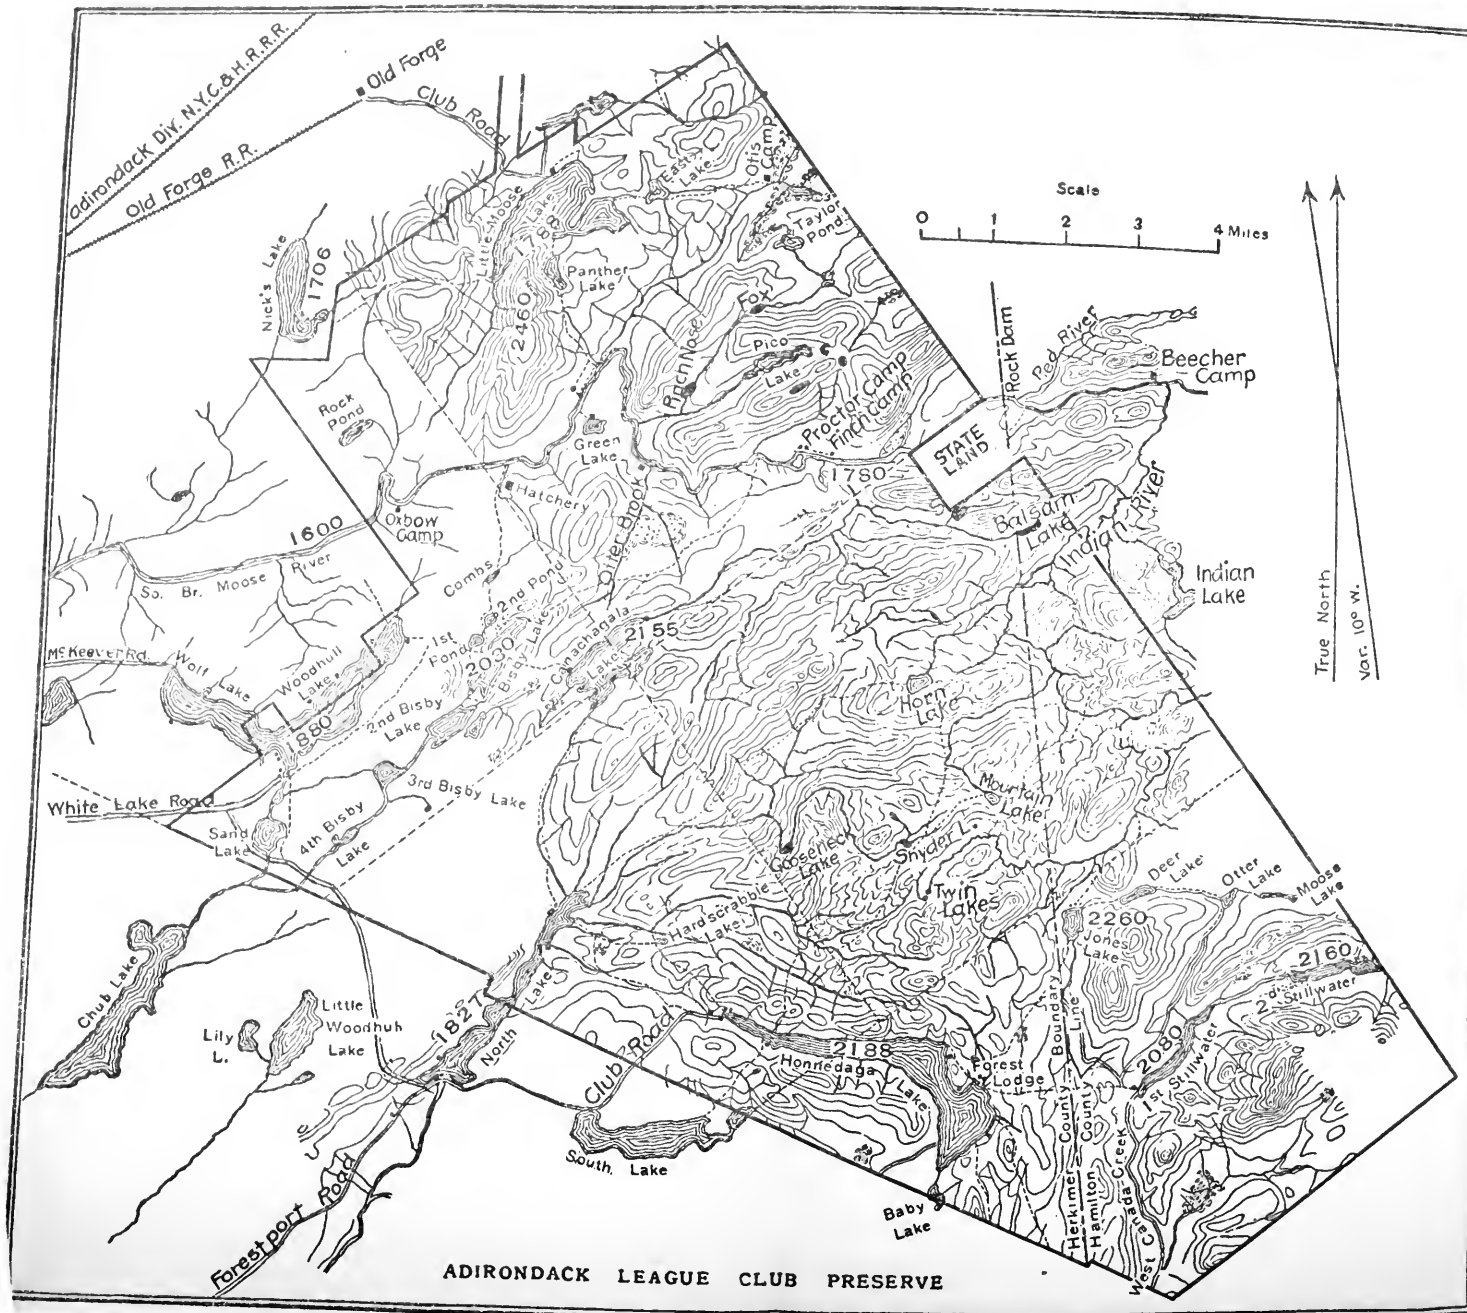 Adirondack Div. N.Y.C. & H.R.R.R.
Old Forge R.R.
Old Forge
Club Road
Nick's Lake
1706
Little Moose Lake
1788
East Lake
Otis Camp
Taylor Pond
Panther Lake
2460
Fox
Pico Lake
Proctor Camp
Finch Camp
Rock Pond
Green Lake
Hatchery
Otter Brook
1780
STATE LAND
Rock Dam
Red River
Beecher Camp
Balsam Lake
Indian River
Indian Lake
Scale
0 1 2 3 4 Miles
True North
Var. 10° W.
Oxbow Camp
1600
So. Br. Moose River
Combs
1st Pond
2nd Pond
2030
Bisby Lake
Canachagala Lake
2155
McKeever Rd.
Wolf Lake
Woodhull Lake
1880
2nd Bisby Lake
3rd Bisby Lake
4th Bisby Lake
White Lake Road
Sand Lake
Horn Lake
Mountain Lake
Gooseneck Lake
Snyder L.
Twin Lakes
Hardscrabble Lake
Deer Lake
Otter Lake
Moose Lake
2260
Jones Lake
2160
2d Stillwater
2080
1st Stillwater
Chub Lake
Lily L.
Little Woodhuh Lake
1827
North Lake
Club Road
2188
Honnedaga Lake
Forest Lodge
Boundary Line
Herkimer County
Hamilton County
West Canada Creek
South Lake
Baby Lake
Forestport Road
ADIRONDACK LEAGUE CLUB PRESERVE